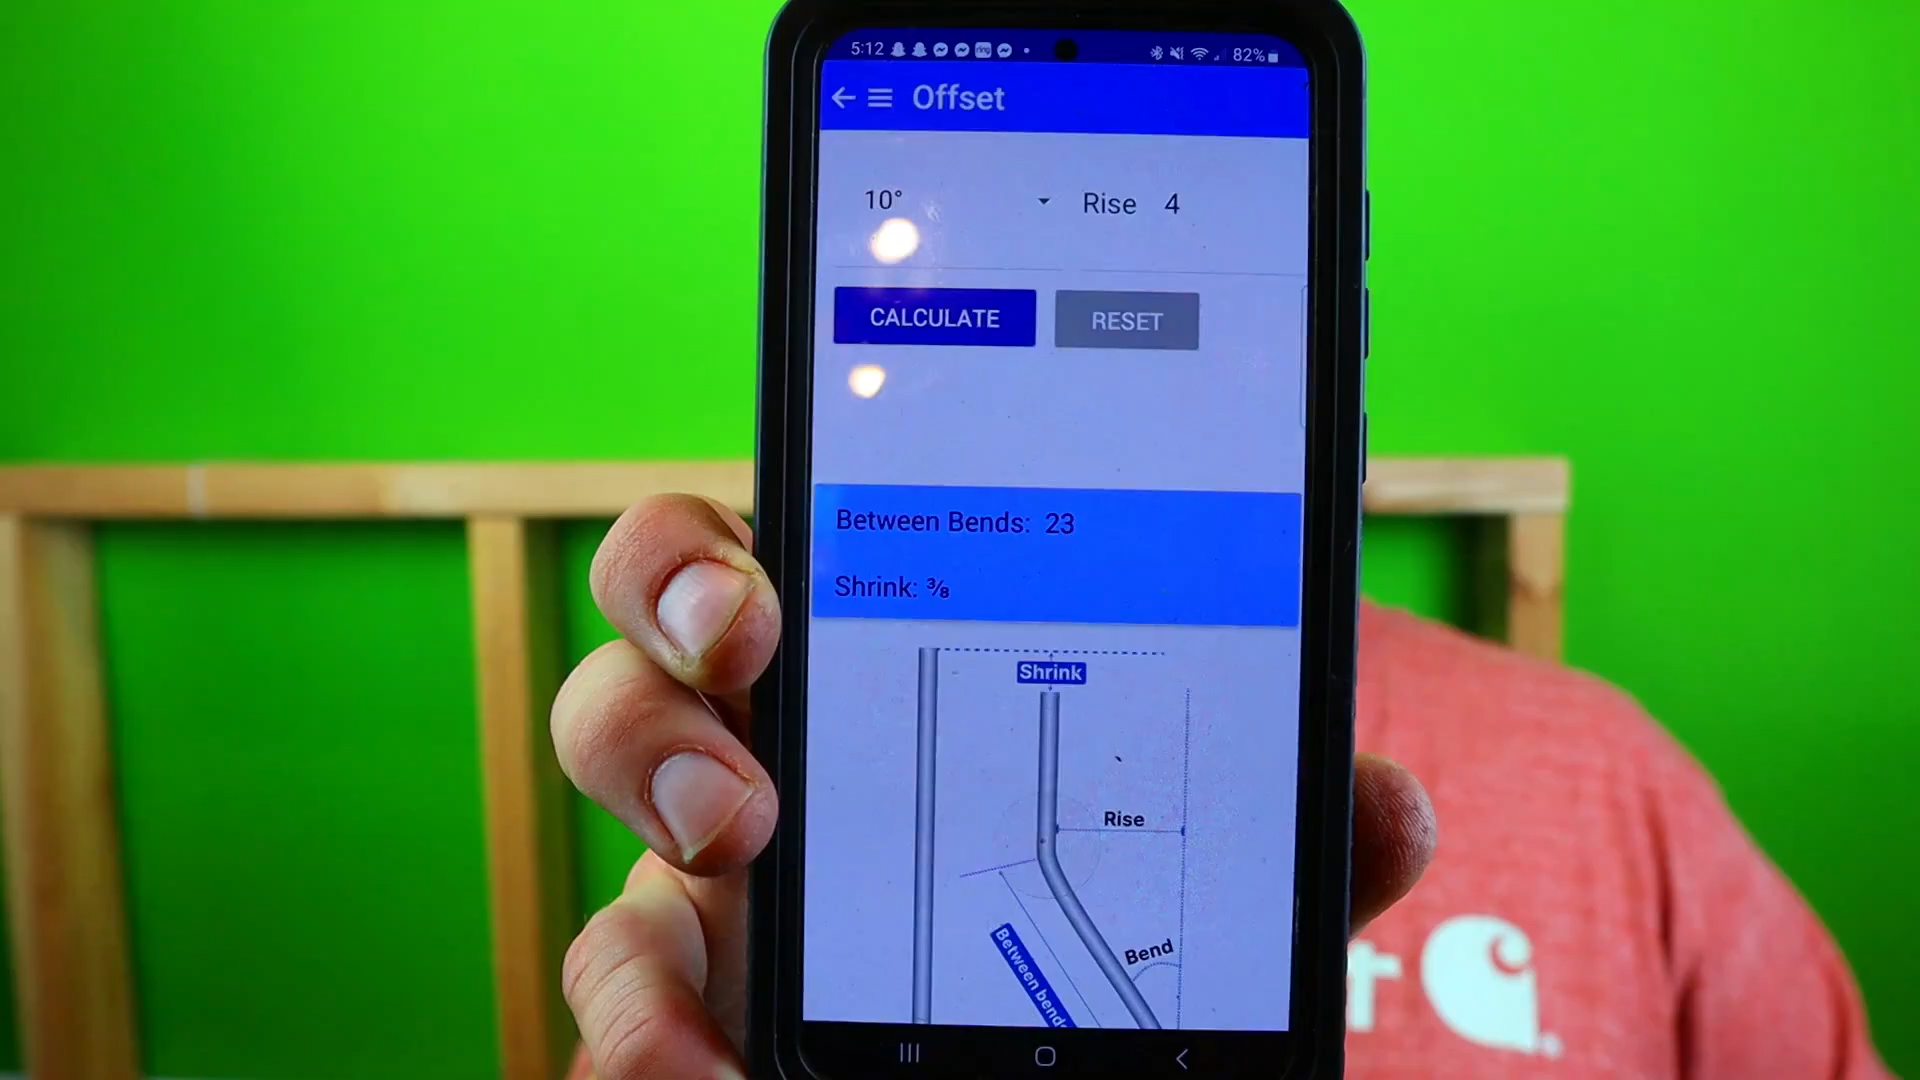 5:12 82%
Offset
10° Rise 4
CALCULATE RESET
Between Bends: 23
Shrink: ⅜
Shrink
Rise
Bend
Between bends